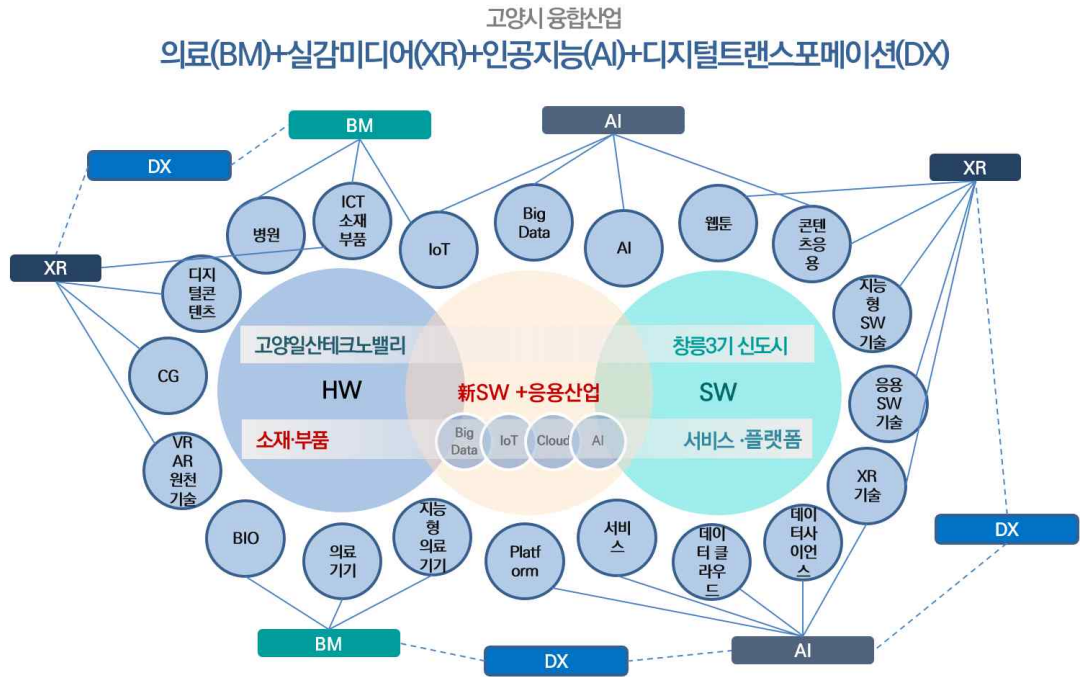 고양시 융합산업
의료(BM)+실감미디어(XR)+인공지능(AI)+디지털트랜스포메이션(DX)
BM
AI
DX
XR
XR
병원
ICT
소재
부품
IoT
Big
Data
AI
웹툰
콘텐
츠응
용
디지
털콘
텐츠
지능
형
SW
기술
고양일산테크노밸리
창릉3기 신도시
CG
HW
新SW +응용산업
SW
응용
SW
기술
소재·부품
Big
Data
IoT
Cloud
AI
서비스 ·플랫폼
VR
AR
원천
기술
XR
기술
BIO
의료
기기
지능
형
의료
기기
Platf
orm
서비
스
데이
터 클
라우
드
데이
터사
이언
스
DX
BM
DX
AI